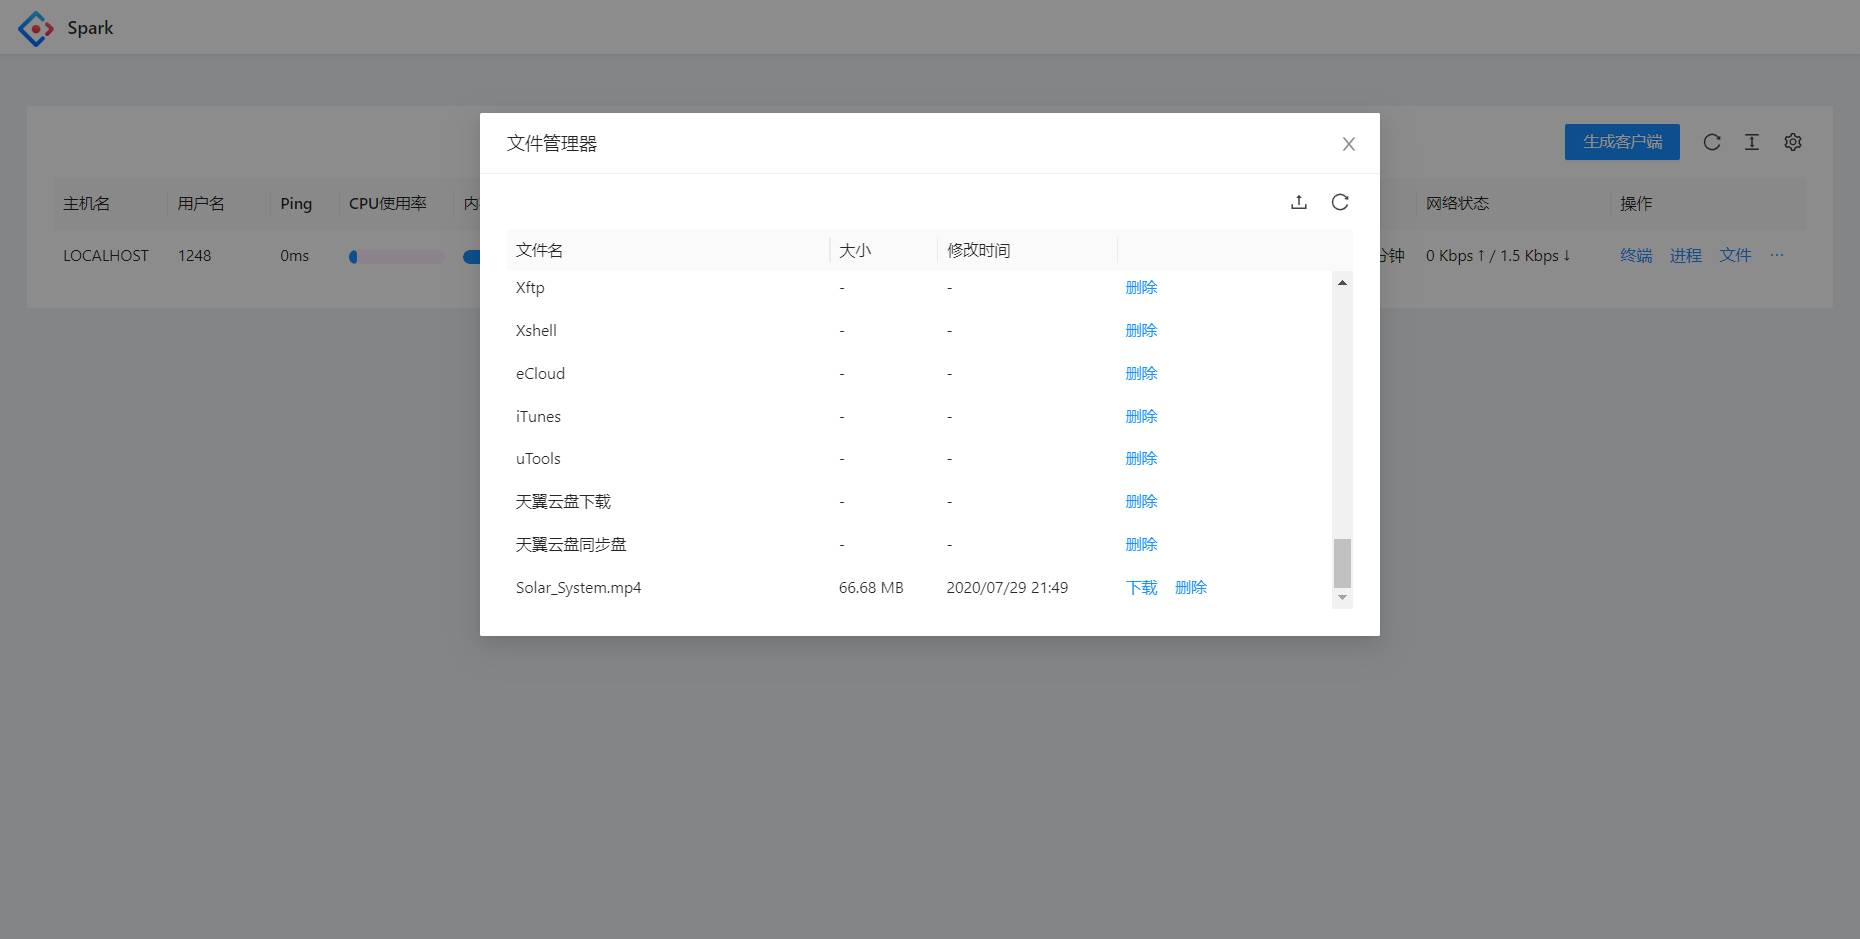 Spark
文件管理器
生成客户端
主机名 用户名 Ping CPU使用率 网络状态 操作
文件名 大小 修改时间
LOCALHOST 1248 0ms 0 Kbps↑ / 1.5 Kbps↓ 终端 进程 文件 ···
Xftp - - 删除
Xshell - - 删除
eCloud - - 删除
iTunes - - 删除
uTools - - 删除
天翼云盘下载 - - 删除
天翼云盘同步盘 - - 删除
Solar_System.mp4 66.68 MB 2020/07/29 21:49 下载 删除